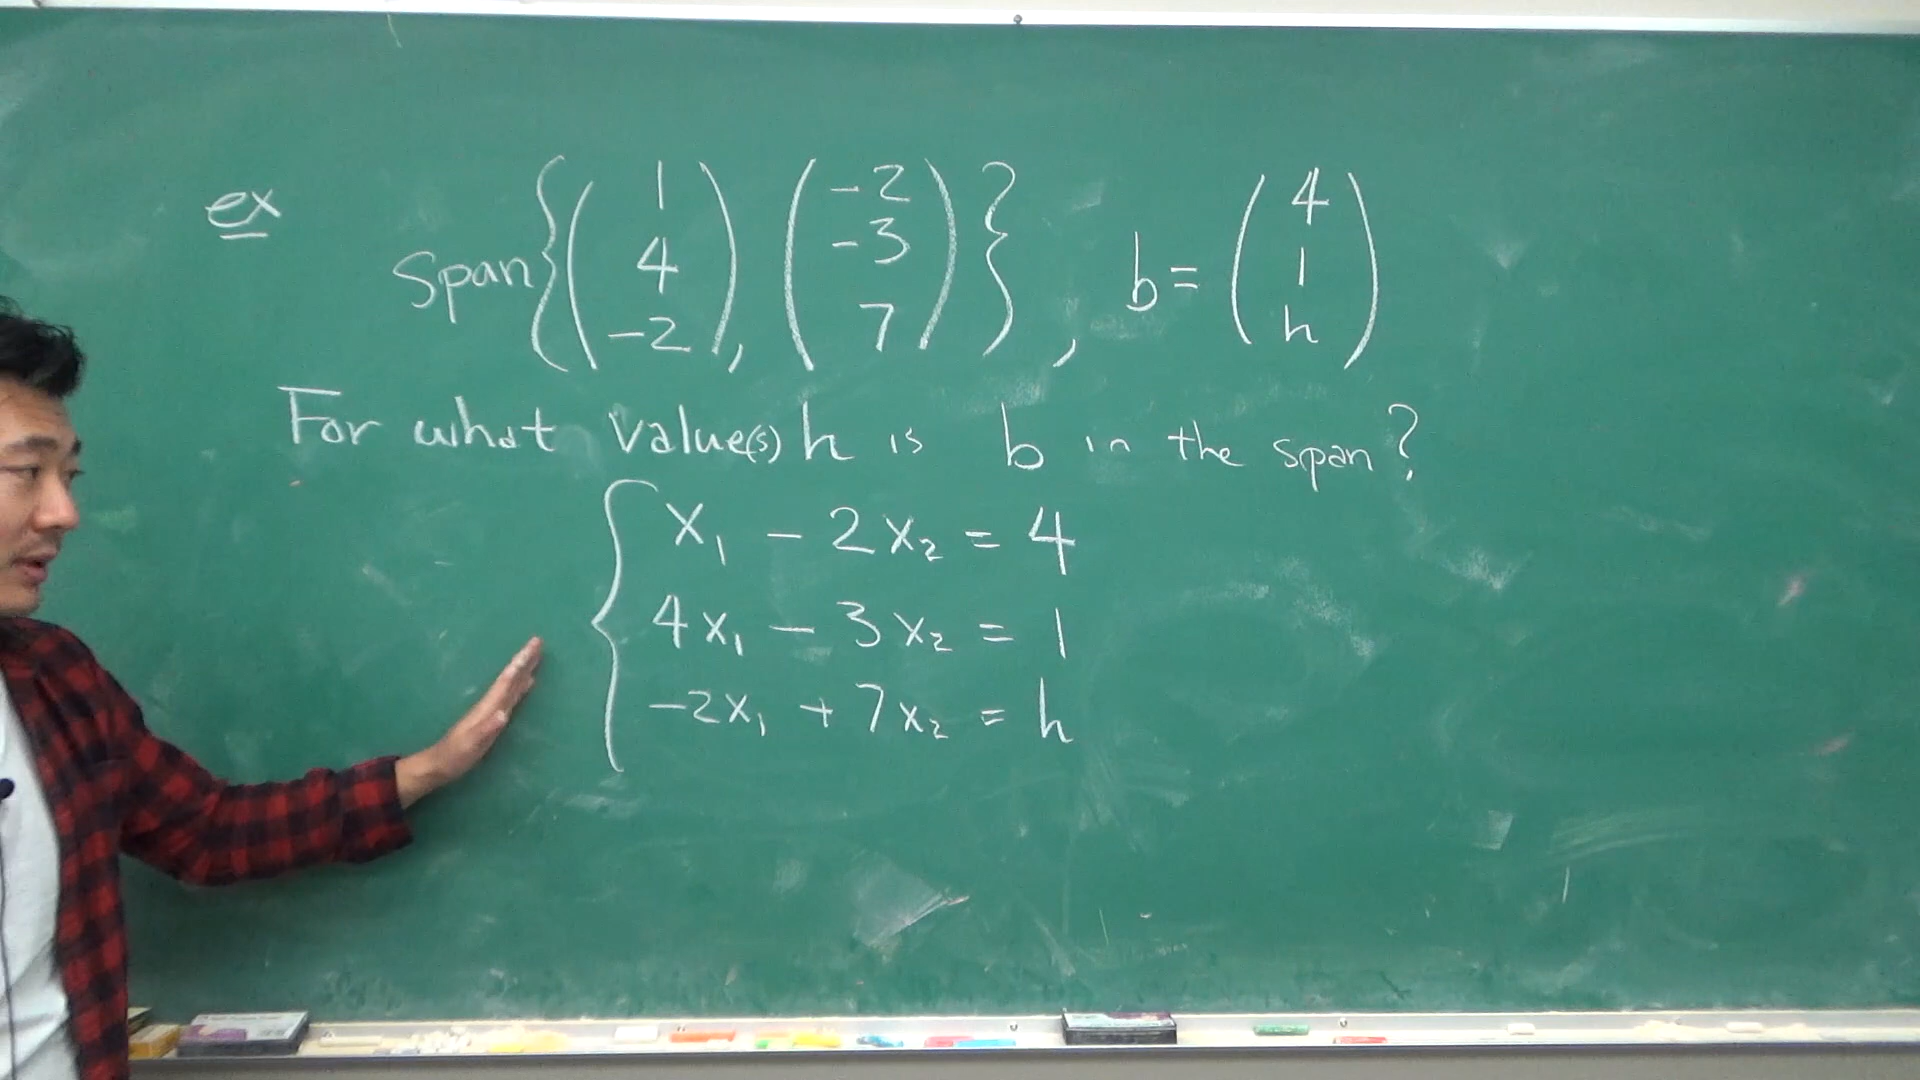 ex Span{(1 4 -2), (-2 -3 7)}, b = (4 1 h)
For what value(s) h is b in the span?
x₁ - 2x₂ = 4
4x₁ - 3x₂ = 1
-2x₁ + 7x₂ = h